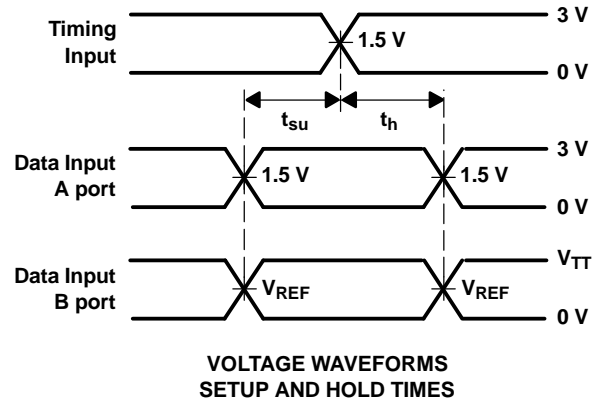 Timing
Input
3 V
1.5 V
0 V
tsu
th
Data Input
A port
3 V
1.5 V
1.5 V
0 V
Data Input
B port
VTT
VREF
VREF
0 V
VOLTAGE WAVEFORMS
SETUP AND HOLD TIMES